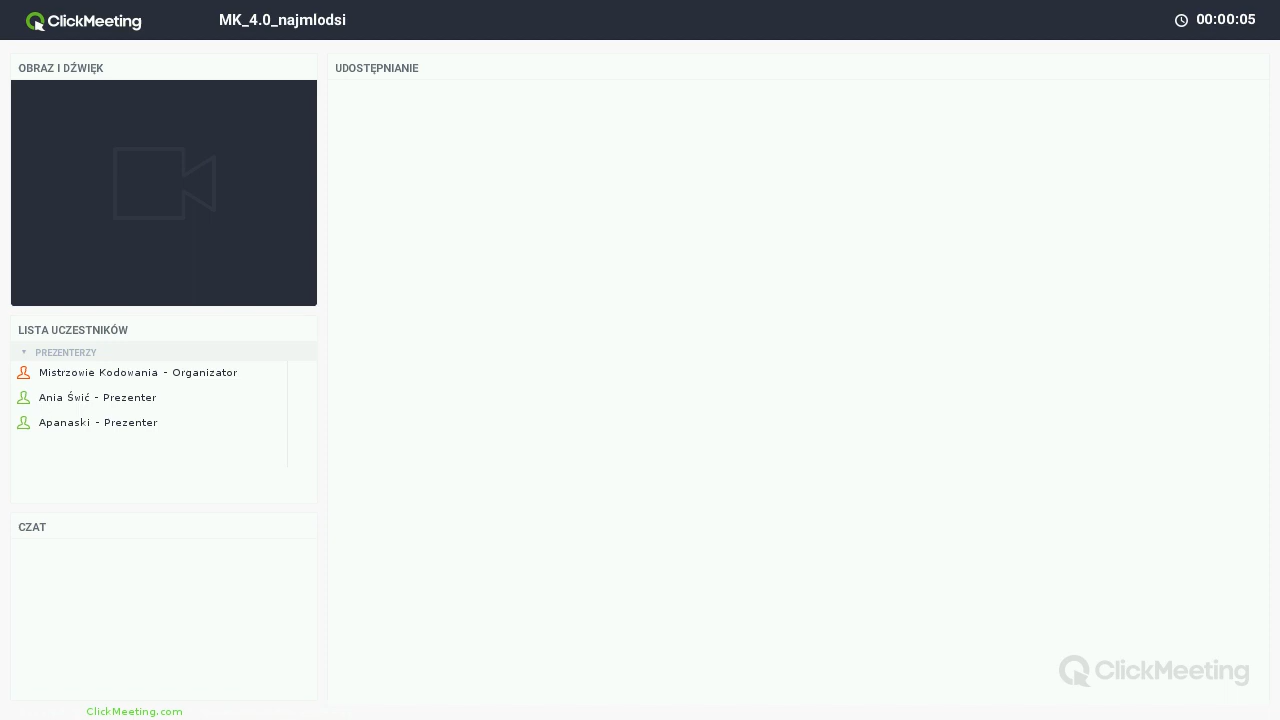 ClickMeeting
MK_4.0_najmlodsi
00:00:05
OBRAZ I DŹWIĘK
UDOSTĘPNIANIE
LISTA UCZESTNIKÓW
PREZENTERZY
Mistrzowie Kodowania - Organizator
Ania Świć - Prezenter
Apanaski - Prezenter
CZAT
ClickMeeting
ClickMeeting.com